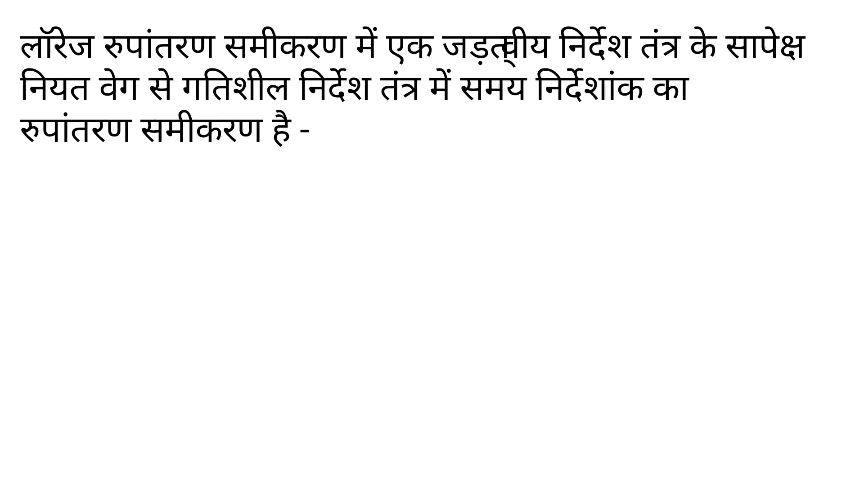 लॉरेंज रुपांतरण समीकरण में एक जड़त्वीय निर्देश तंत्र के सापेक्ष
नियत वेग से गतिशील निर्देश तंत्र में समय निर्देशांक का
रुपांतरण समीकरण है -